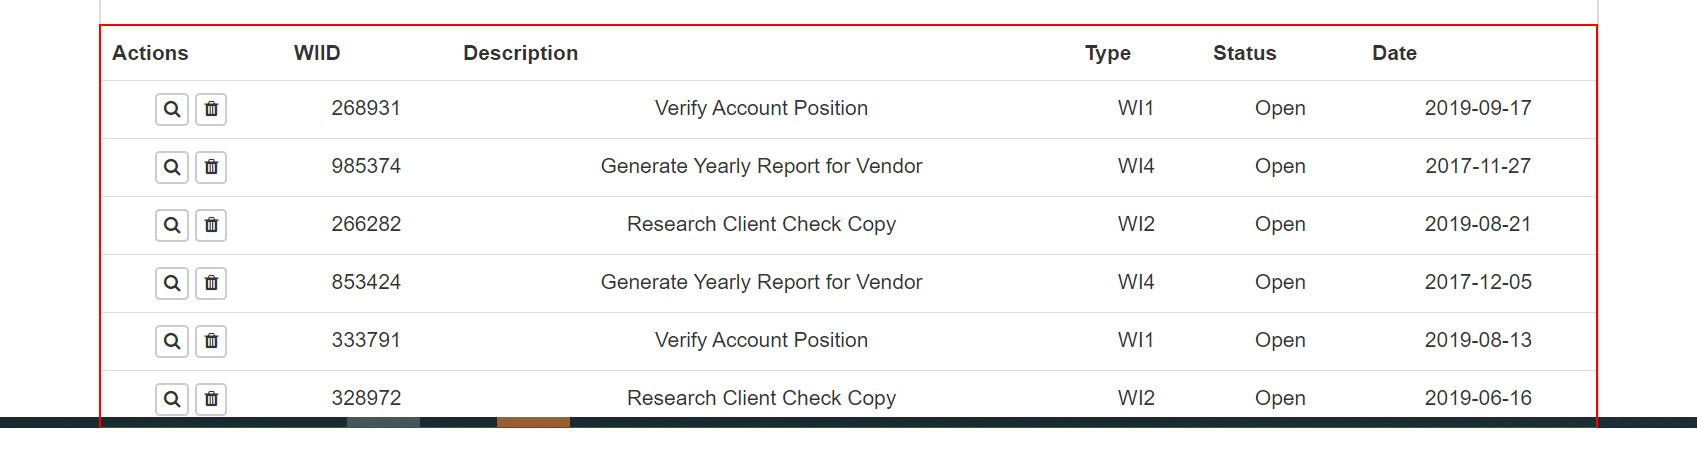 Actions WIID Description Type Status Date
268931 Verify Account Position WI1 Open 2019-09-17
985374 Generate Yearly Report for Vendor WI4 Open 2017-11-27
266282 Research Client Check Copy WI2 Open 2019-08-21
853424 Generate Yearly Report for Vendor WI4 Open 2017-12-05
333791 Verify Account Position WI1 Open 2019-08-13
328972 Research Client Check Copy WI2 Open 2019-06-16